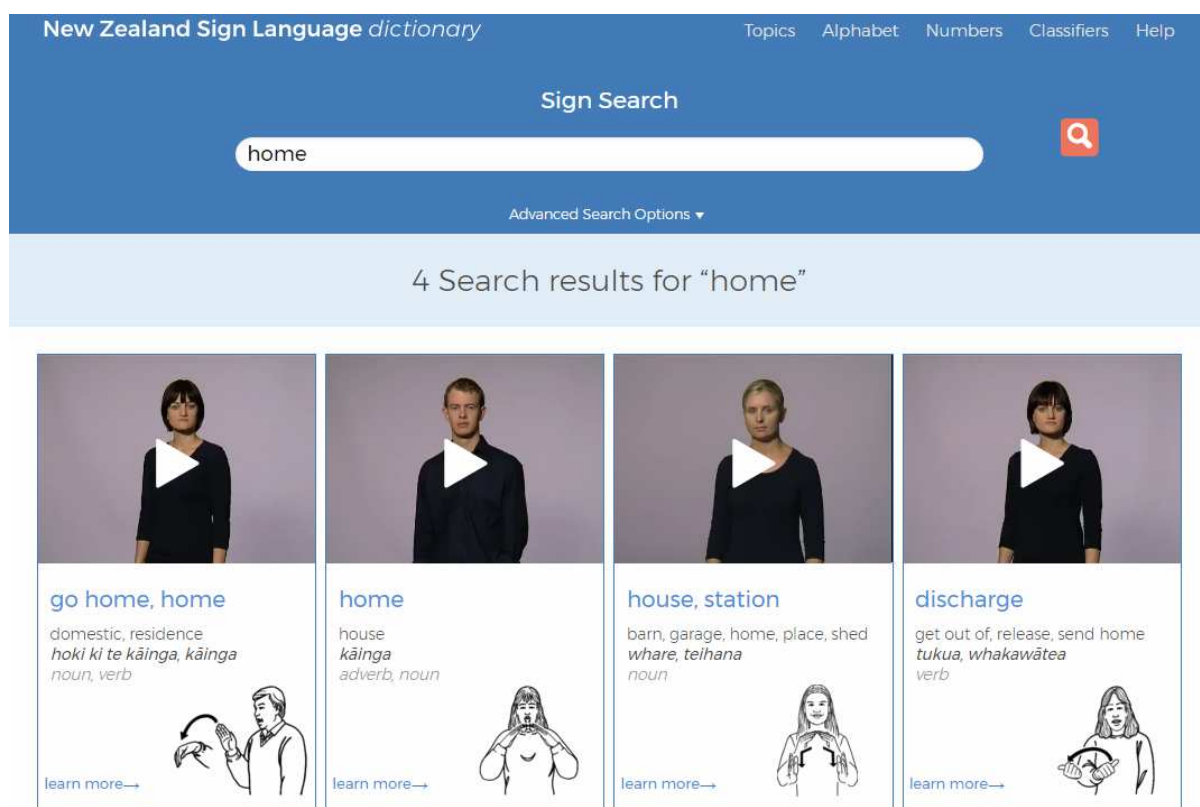 New Zealand Sign Language dictionary
Topics Alphabet Numbers Classifiers Help
Sign Search
home
Advanced Search Options ▾
4 Search results for “home”
go home, home
domestic, residence
hoki ki te kāinga, kāinga
noun, verb
learn more→
home
house
kāinga
adverb, noun
learn more→
house, station
barn, garage, home, place, shed
whare, teihana
noun
learn more→
discharge
get out of, release, send home
tukua, whakawātea
verb
learn more→